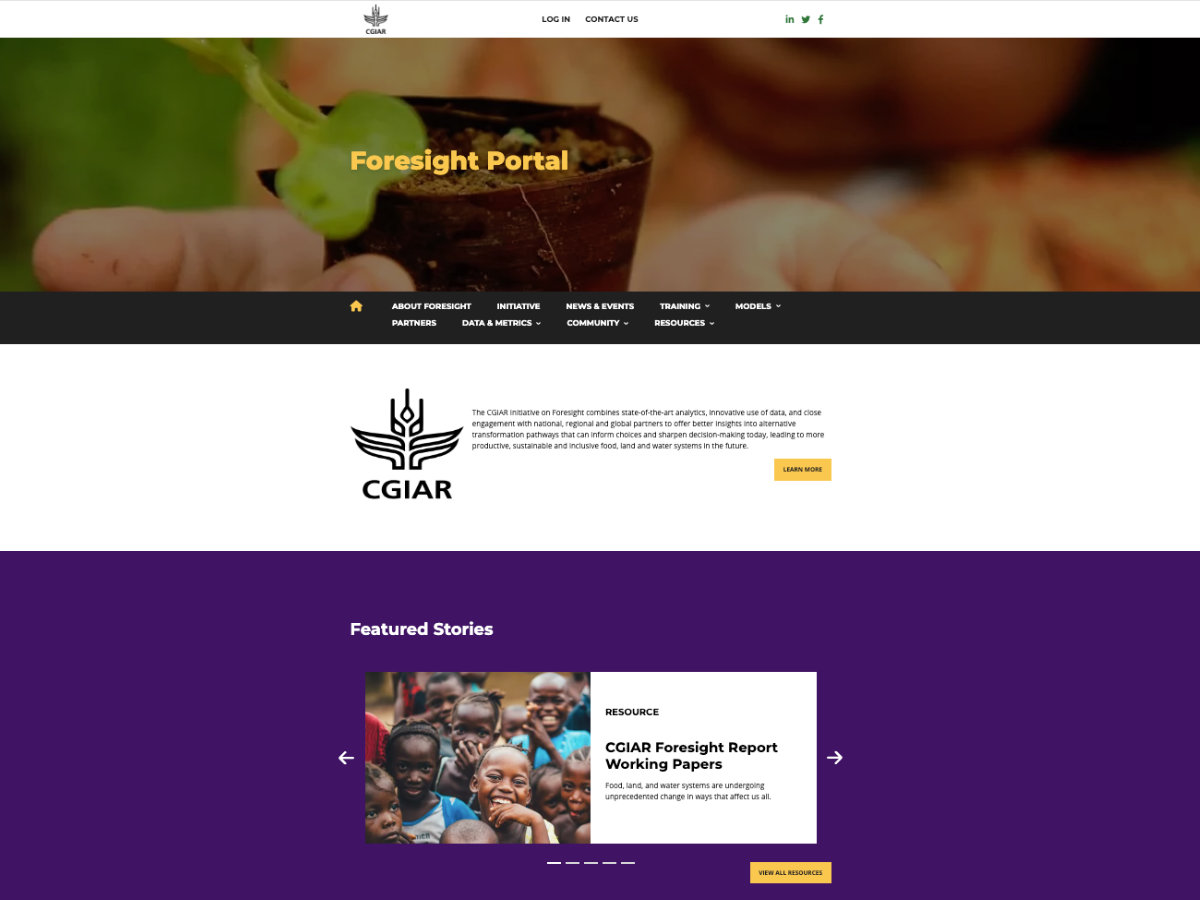 CGIAR
LOG IN
CONTACT US
Foresight Portal
ABOUT FORESIGHT
INITIATIVE
NEWS & EVENTS
TRAINING
MODELS
PARTNERS
DATA & METRICS
COMMUNITY
RESOURCES
CGIAR
The CGIAR Initiative on Foresight combines state-of-the-art analytics, innovative use of data, and close
engagement with national, regional and global partners to offer better insights into alternative
transformation pathways that can inform choices and sharpen decision-making today, leading to more
productive, sustainable and inclusive food, land and water systems in the future.
LEARN MORE
Featured Stories
RESOURCE
CGIAR Foresight Report
Working Papers
Food, land, and water systems are undergoing
unprecedented change in ways that affect us all.
VIEW ALL RESOURCES